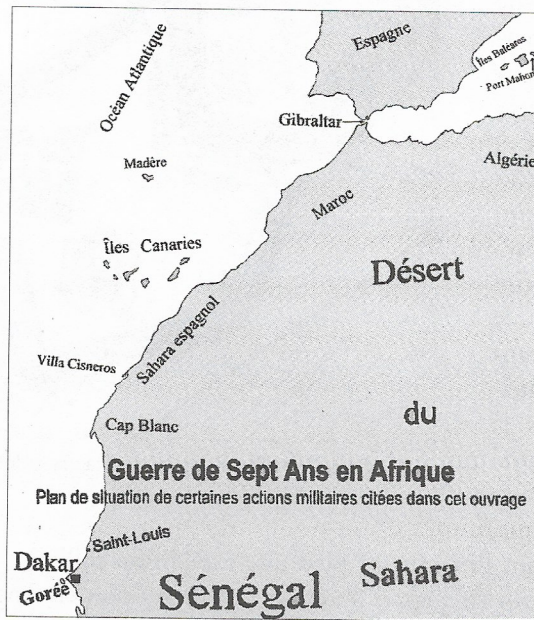 Océan Atlantique
Espagne
Îles Baléares
Port Mahon
Gibraltar
Algérie
Madère
Maroc
Îles Canaries
Désert
Sahara espagnol
Villa Cisneros
du
Cap Blanc
Guerre de Sept Ans en Afrique
Plan de situation de certaines actions militaires citées dans cet ouvrage
Saint-Louis
Dakar
Sahara
Gorée
Sénégal